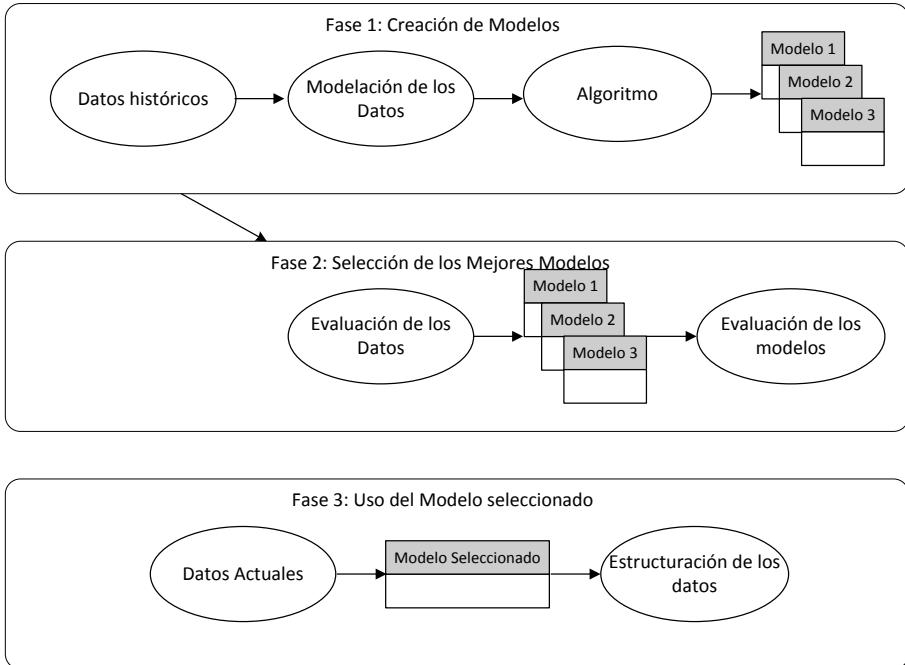 Fase 1: Creación de Modelos
Datos históricos
Modelación de los
Datos
Algoritmo
Modelo 1
Modelo 2
Modelo 3
Fase 2: Selección de los Mejores Modelos
Evaluación de los
Datos
Modelo 1
Modelo 2
Modelo 3
Evaluación de los
modelos
Fase 3: Uso del Modelo seleccionado
Datos Actuales
Modelo Seleccionado
Estructuración de los
datos